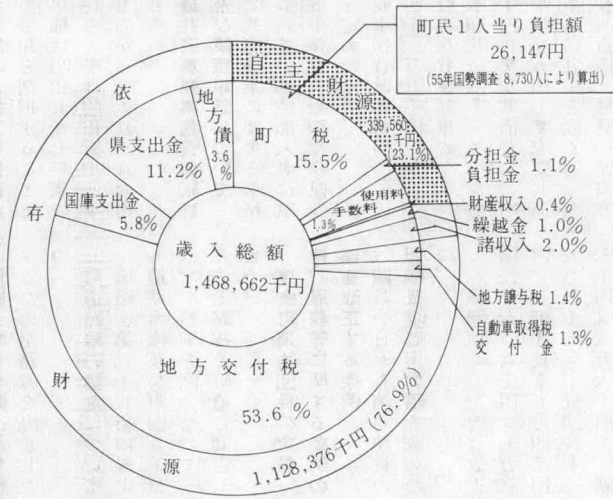 町民1人当り負担額
26,147円
(55年国勢調査 8,730人により算出)
自主財源
339,560千円
(23.1%)
町税
15.5%
分担金
負担金 1.1%
使用料
手数料
1.3%
財産収入 0.4%
繰越金 1.0%
諸収入 2.0%
地方譲与税 1.4%
自動車取得税
交付金 1.3%
依存財源
1,128,376千円(76.9%)
地方交付税
53.6 %
国庫支出金
5.8%
県支出金
11.2%
地方債
3.6%
歳入総額
1,468,662千円